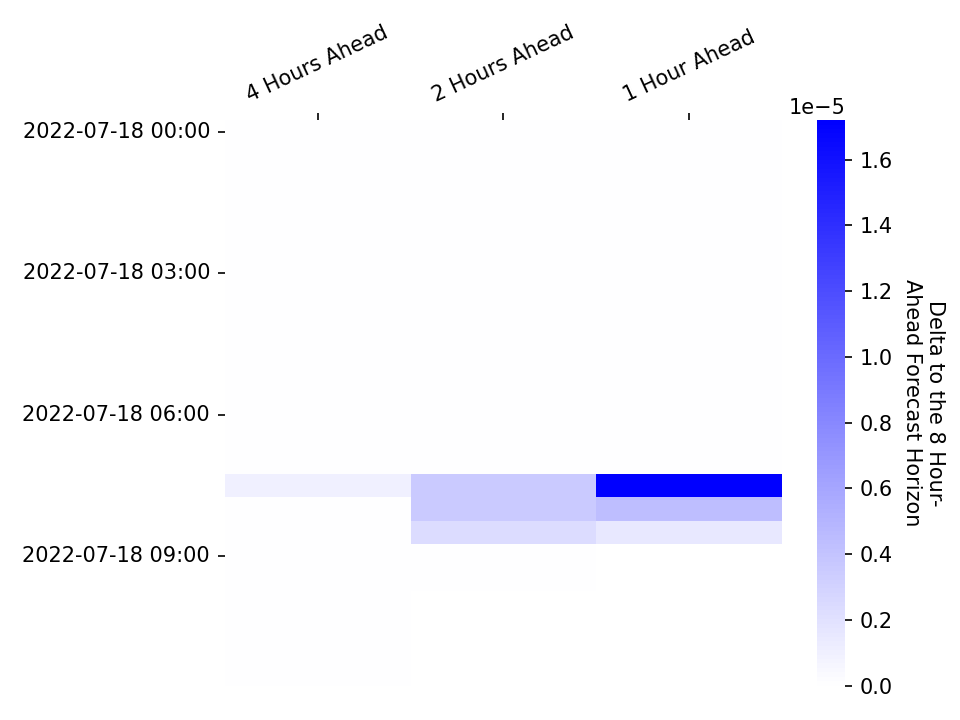 4 Hours Ahead
2 Hours Ahead
1 Hour Ahead
1e−5
2022-07-18 00:00
2022-07-18 03:00
2022-07-18 06:00
2022-07-18 09:00
1.6
1.4
1.2
1.0
0.8
0.6
0.4
0.2
0.0
Delta to the 8 Hour-
Ahead Forecast Horizon